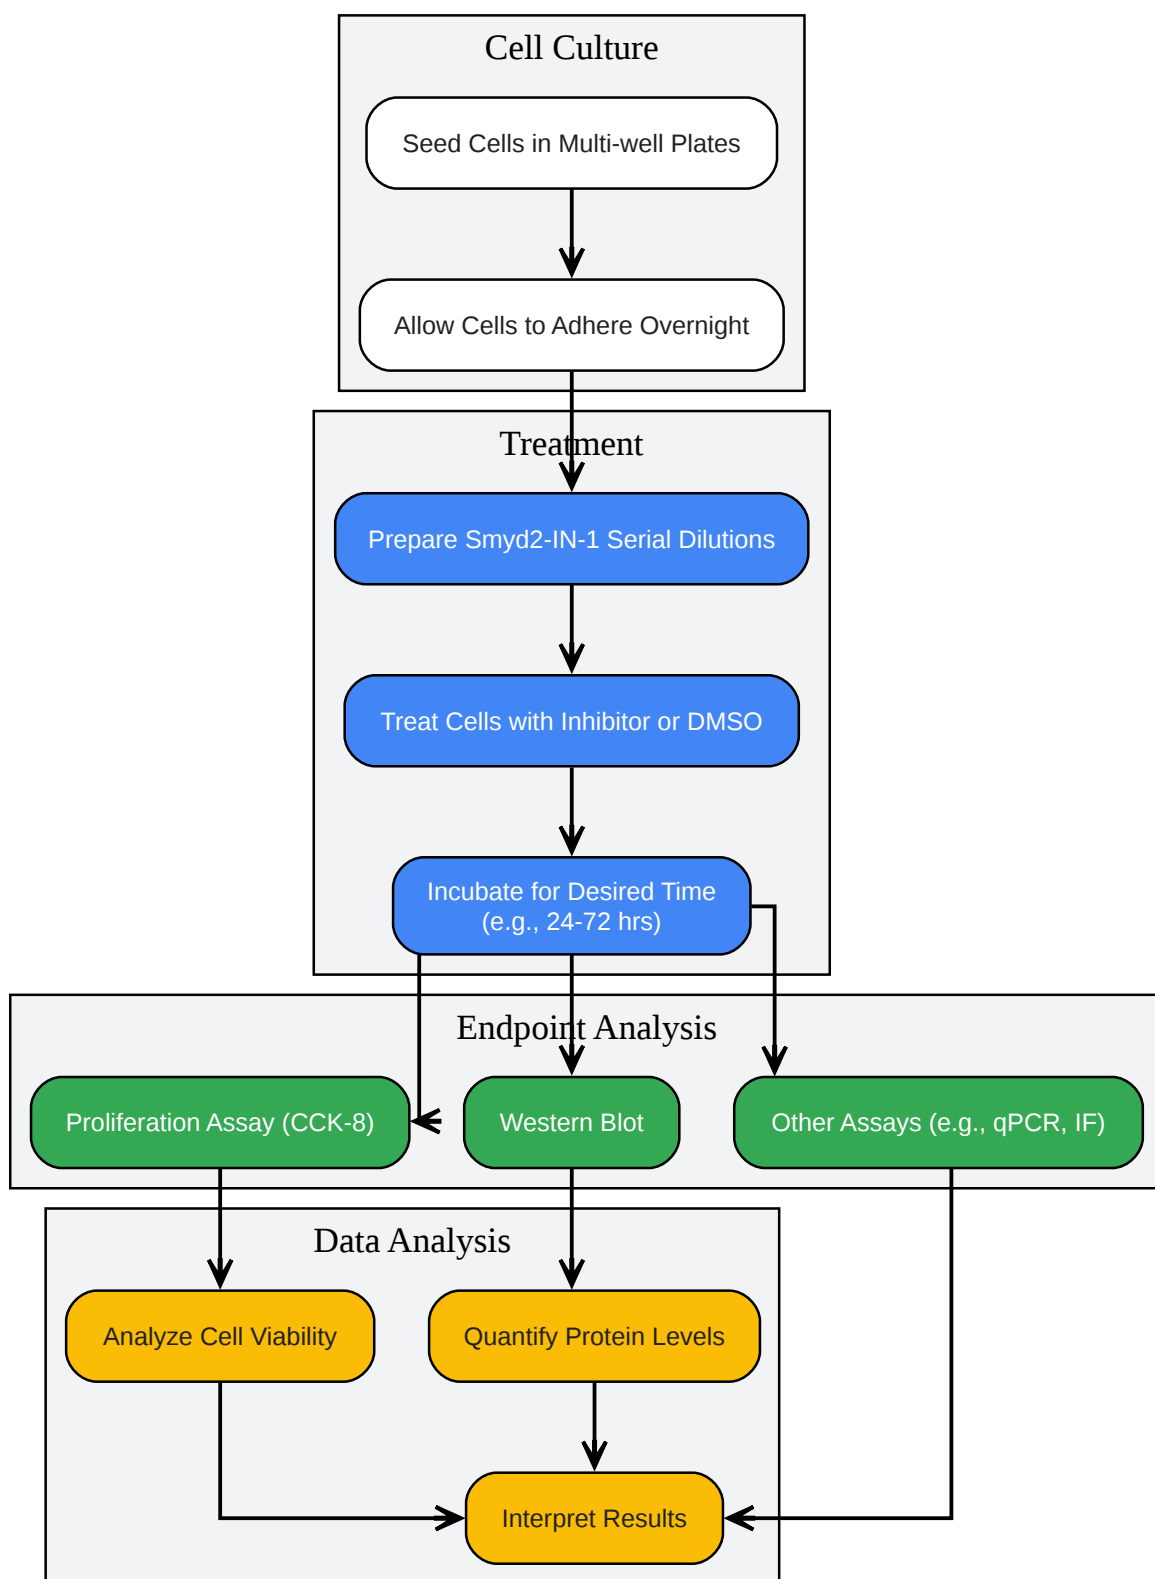 Cell Culture
Seed Cells in Multi-well Plates
Allow Cells to Adhere Overnight
Treatment
Prepare Smyd2-IN-1 Serial Dilutions
Treat Cells with Inhibitor or DMSO
Incubate for Desired Time
(e.g., 24-72 hrs)
Endpoint Analysis
Proliferation Assay (CCK-8)
Western Blot
Other Assays (e.g., qPCR, IF)
Data Analysis
Analyze Cell Viability
Quantify Protein Levels
Interpret Results